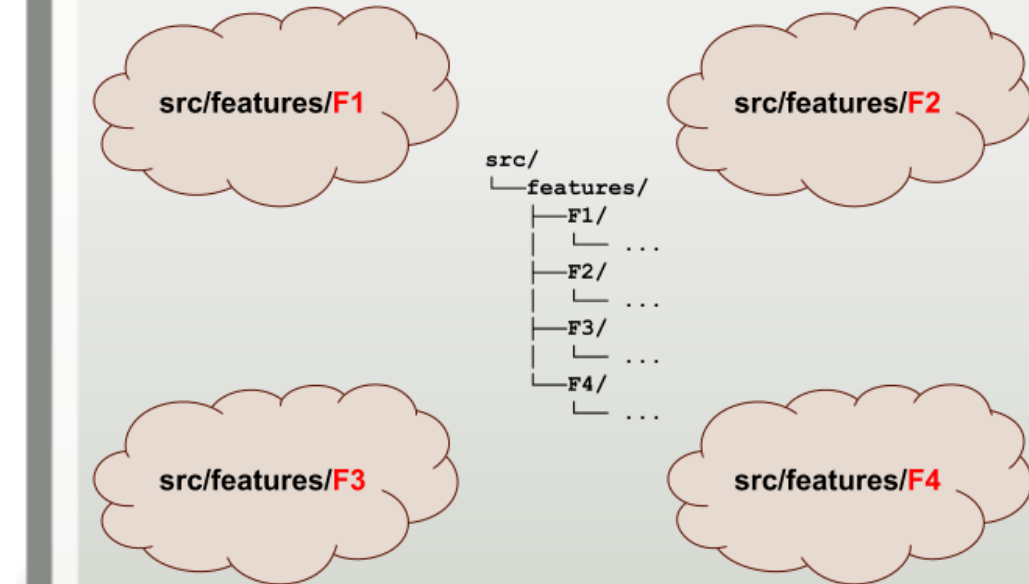 src/features/F1
src/features/F2
src/
└──features/
├──F1/
│ └── ...
├──F2/
│ └── ...
├──F3/
│ └── ...
└──F4/
└── ...
src/features/F3
src/features/F4